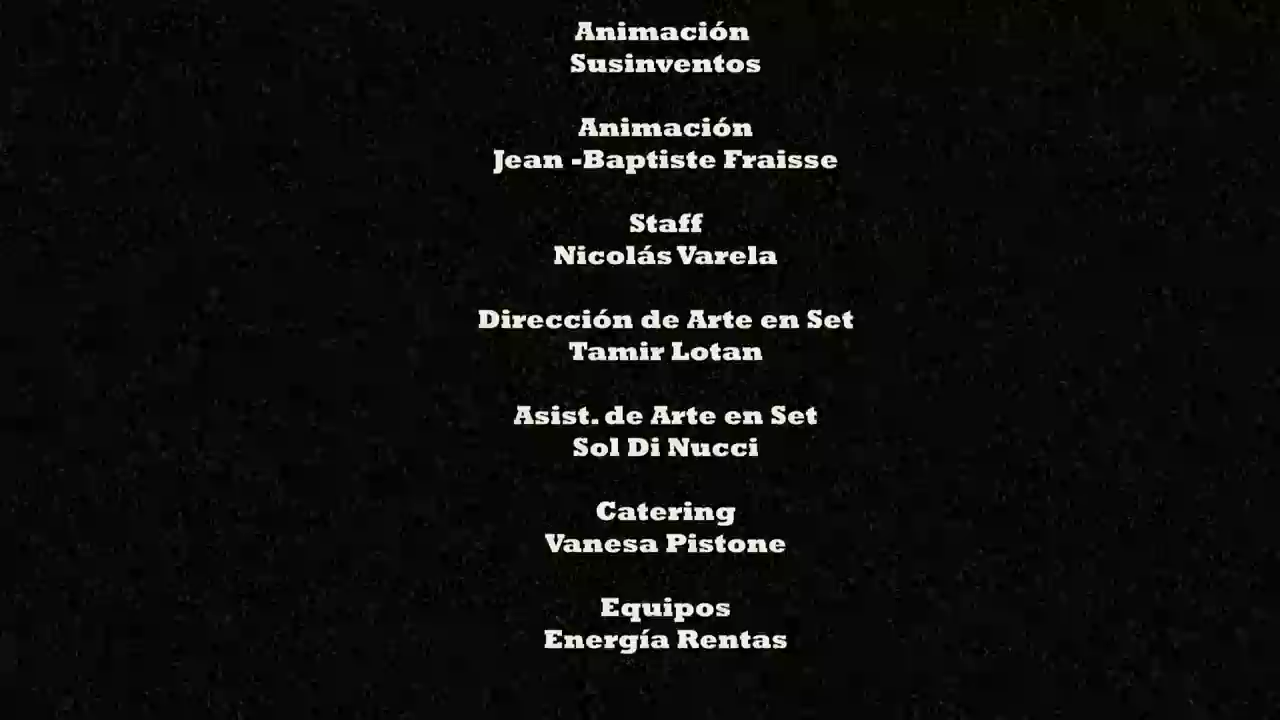 Animación
Susinventos
Animación
Jean -Baptiste Fraisse
Staff
Nicolás Varela
Dirección de Arte en Set
Tamir Lotan
Asist. de Arte en Set
Sol Di Nucci
Catering
Vanesa Pistone
Equipos
Energía Rentas